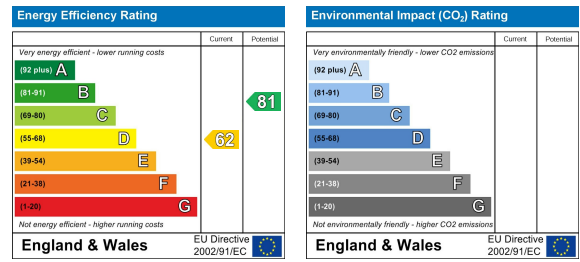 Energy Efficiency Rating
Current Potential
Very energy efficient - lower running costs
(92 plus) A
(81-91) B
81
(69-80) C
(55-68) D
62
(39-54) E
(21-38) F
(1-20) G
Not energy efficient - higher running costs
England & Wales
EU Directive
2002/91/EC
Environmental Impact (CO₂) Rating
Current Potential
Very environmentally friendly - lower CO2 emissions
(92 plus) A
(81-91) B
(69-80) C
(55-68) D
(39-54) E
(21-38) F
(1-20) G
Not environmentally friendly - higher CO2 emissions
England & Wales
EU Directive
2002/91/EC